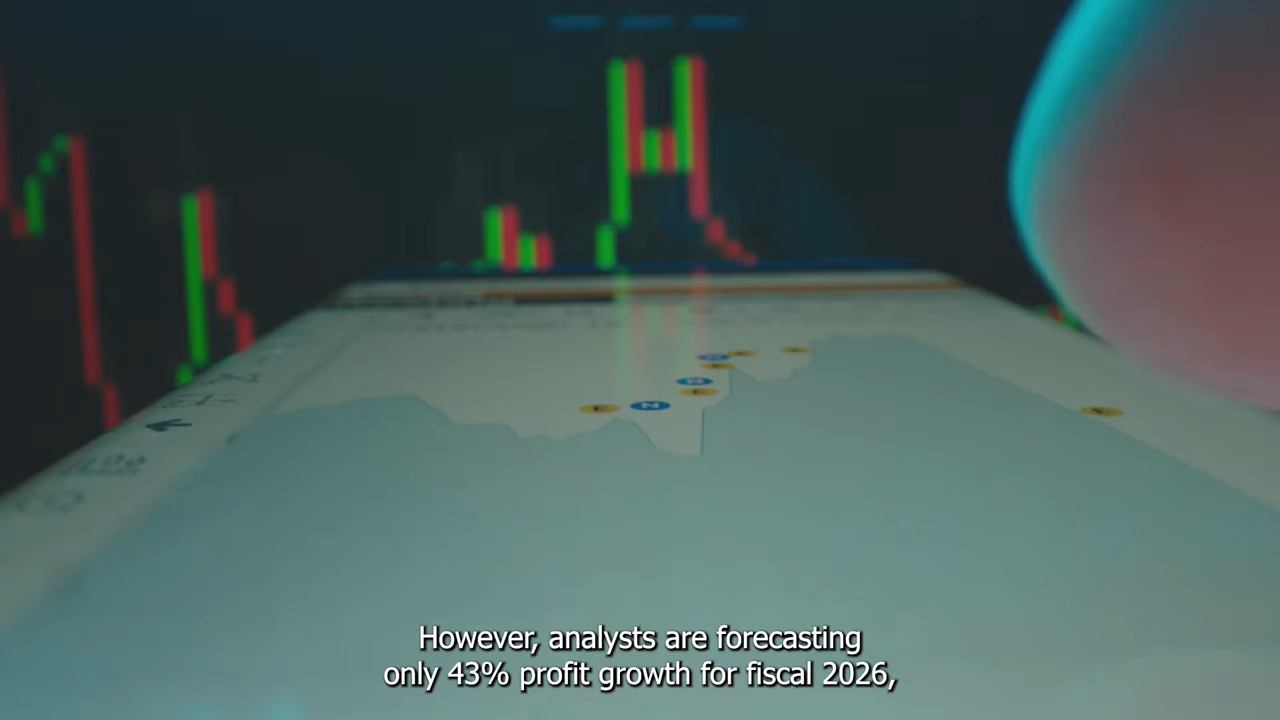 However, analysts are forecasting
only 43% profit growth for fiscal 2026,